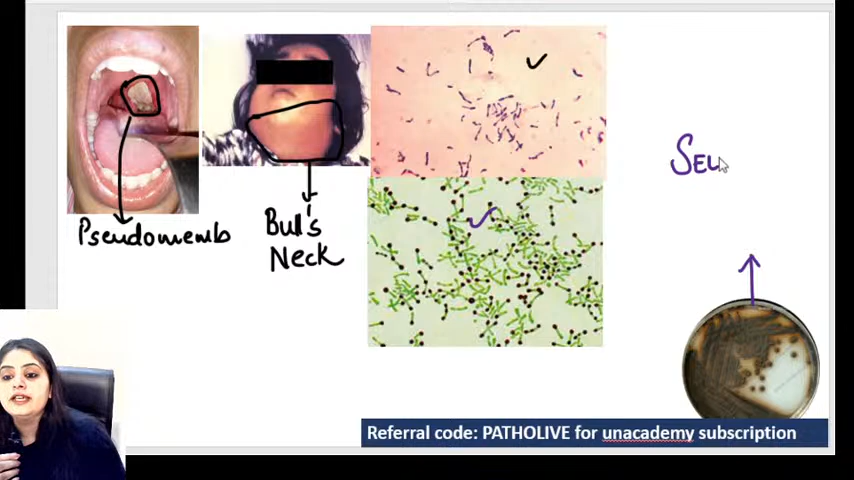 Pseudomemb
Bull's
Neck
SEL
Referral code: PATHOLIVE for unacademy subscription